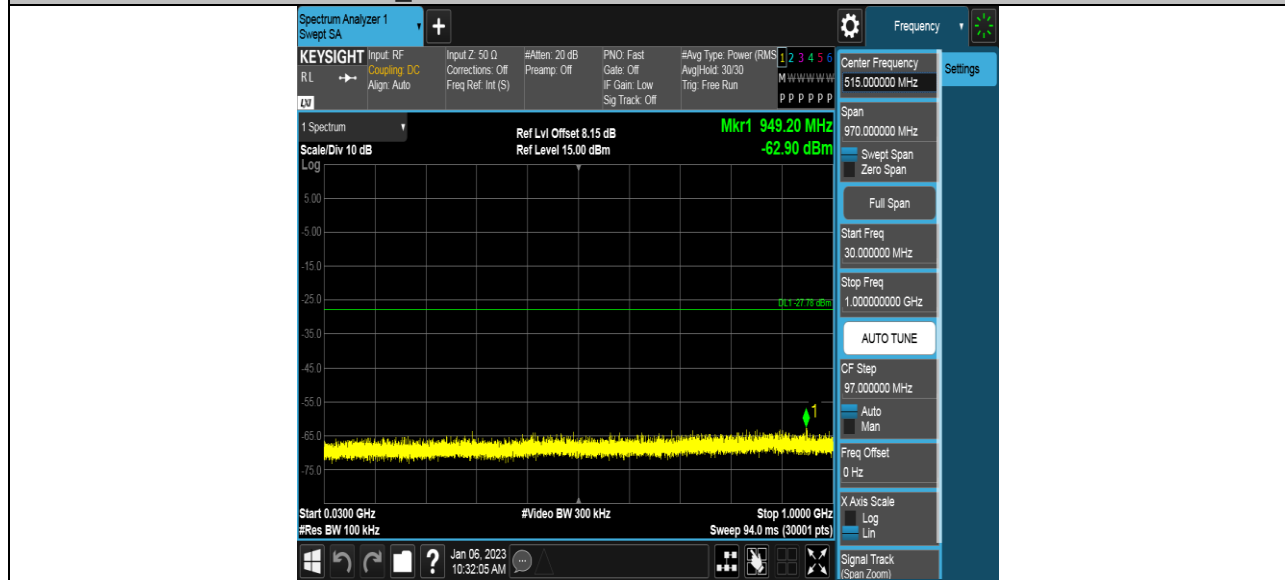 Spectrum Analyzer 1
Swept SA
Frequency
KEYSIGHT
RL
LXI
Input: RF
Coupling: DC
Align: Auto
Input Z: 50 Ω
Corrections: Off
Freq Ref: Int (S)
#Atten: 20 dB
Preamp: Off
PNO: Fast
Gate: Off
IF Gain: Low
Sig Track: Off
#Avg Type: Power (RMS
Avg|Hold: 30/30
Trig: Free Run
1 2 3 4 5 6
M W W W W W
P P P P P P
1 Spectrum
Scale/Div 10 dB
Ref Lvl Offset 8.15 dB
Ref Level 15.00 dBm
Mkr1 949.20 MHz
-62.90 dBm
Log
5.00
-5.00
-15.0
-25.0
DL1 -27.78 dBm
-35.0
-45.0
-55.0
1
-65.0
-75.0
Start 0.0300 GHz
#Video BW 300 kHz
Stop 1.0000 GHz
#Res BW 100 kHz
Sweep 94.0 ms (30001 pts)
?
Jan 06, 2023
10:32:05 AM
Center Frequency
515.000000 MHz
Settings
Span
970.000000 MHz
Swept Span
Zero Span
Full Span
Start Freq
30.000000 MHz
Stop Freq
1.000000000 GHz
AUTO TUNE
CF Step
97.000000 MHz
Auto
Man
Freq Offset
0 Hz
X Axis Scale
Log
Lin
Signal Track
(Span Zoom)